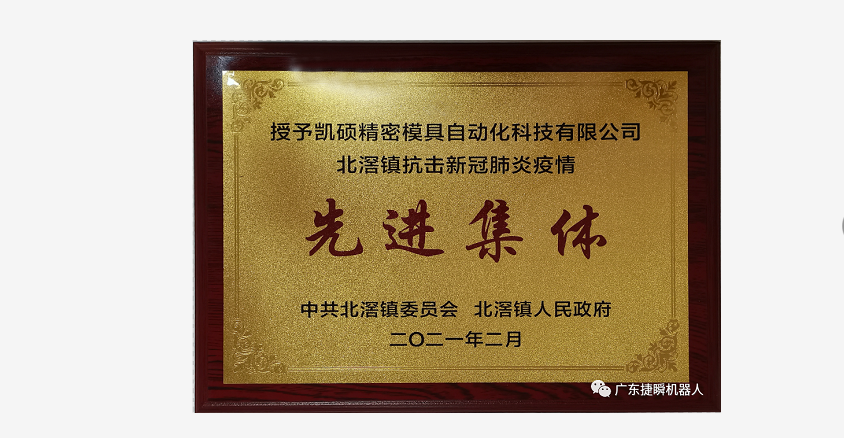 授予凯硕精密模具自动化科技有限公司
北滘镇抗击新冠肺炎疫情
先进集体
中共北滘镇委员会 北滘镇人民政府
二〇二一年二月
广东捷瞬机器人